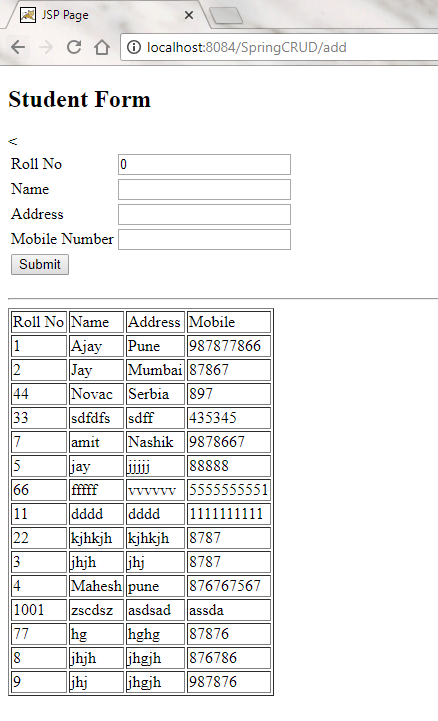 JSP Page
localhost:8084/SpringCRUD/add
Student Form
<
Roll No 0
Name
Address
Mobile Number
Submit
Roll No Name Address Mobile
1 Ajay Pune 987877866
2 Jay Mumbai 87867
44 Novac Serbia 897
33 sdfdfs sdff 435345
7 amit Nashik 9878667
5 jay jjjjj 88888
66 fffff vvvvvv 5555555551
11 dddd dddd 1111111111
22 kjhkjh kjhkjh 8787
3 jhjh jhj 8787
4 Mahesh pune 876767567
1001 zscdsz asdsad assda
77 hg hghg 87876
8 jhjh jhgjh 876786
9 jhj jhgjh 987876